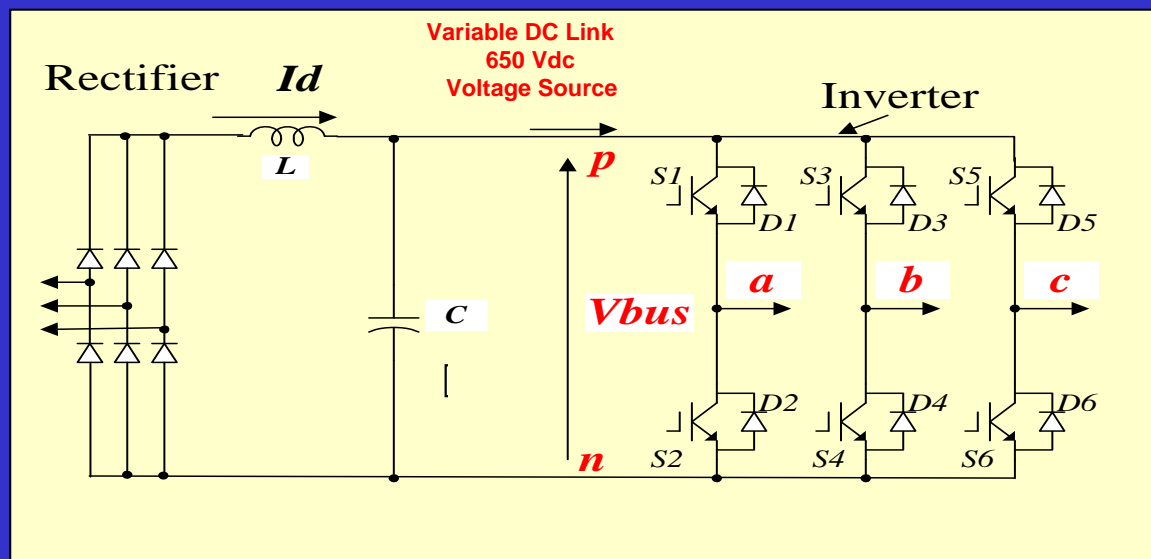 Variable DC Link
650 Vdc
Voltage Source
Rectifier
Id
Inverter
L
p
S1
S3
S5
D1
D3
D5
a
b
c
Vbus
C
[
D2
D4
D6
S2
S4
S6
n